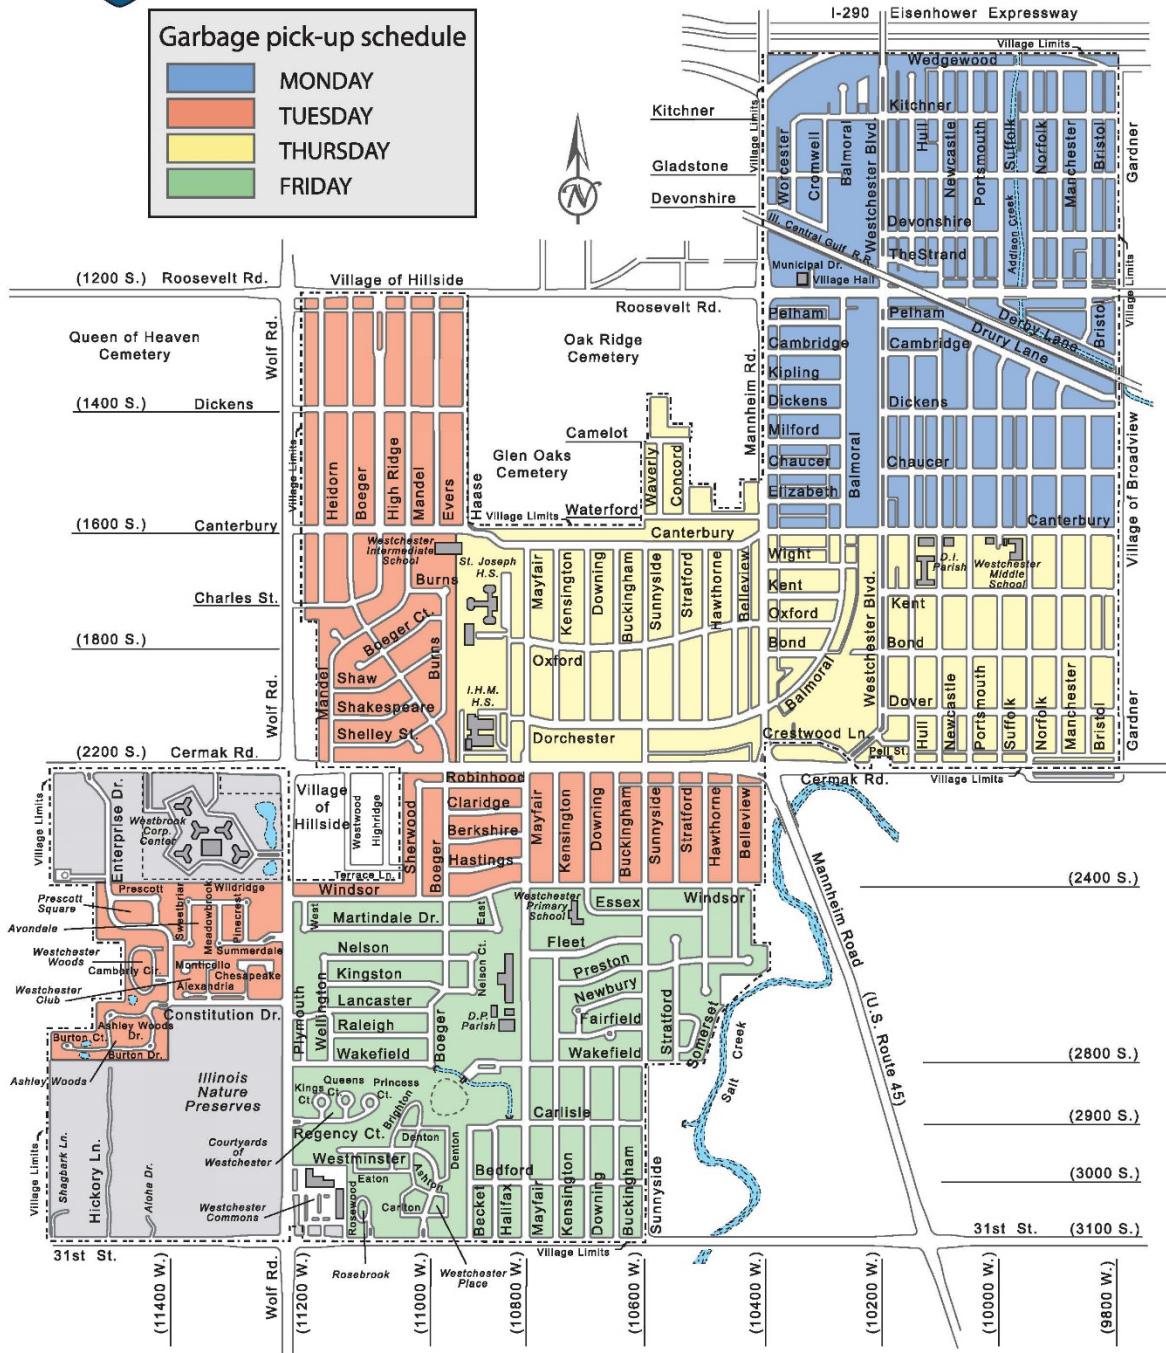 Garbage pick-up schedule
MONDAY
TUESDAY
THURSDAY
FRIDAY
N
I-290 Eisenhower Expressway
Village Limits
Wedgewood
Kitchner
Kitchner
Gladstone
Devonshire
Village Limits
Worcester
Cromwell
Balmoral
Westchester Blvd.
Hull
Newcastle
Portsmouth
Suffolk
Norfolk
Manchester
Bristol
Gardner
Devonshire
The Strand
Addison Creek
Ill. Central Gulf R.R.
Municipal Dr.
Village Hall
Village Limits
(1200 S.) Roosevelt Rd.
Village of Hillside
Roosevelt Rd.
Queen of Heaven
Cemetery
Wolf Rd.
Oak Ridge
Cemetery
Mannheim Rd.
Pelham
Pelham
Cambridge
Cambridge
Derby Lane
Drury Lane
Bristol
Kipling
(1400 S.) Dickens
Dickens
Dickens
Milford
Chaucer
Chaucer
Elizabeth
Balmoral
Village of Broadview
Village Limits
Heidorn
Boeger
High Ridge
Mandel
Evers
Haase
Camelot
Glen Oaks
Cemetery
Waverly
Concord
Waterford
Village Limits
(1600 S.) Canterbury
Canterbury
Canterbury
Westchester
Intermediate
School
St. Joseph
H.S.
Burns
Charles St.
Boeger Ct.
Burns
(1800 S.)
Shaw
Shakespeare
Shelley St.
Mandel
Wolf Rd.
I.H.M.
H.S.
Mayfair
Kensington
Downing
Buckingham
Sunnyside
Stratford
Hawthorne
Belleview
Oxford
Dorchester
Wight
Kent
Oxford
Bond
Balmoral
Westchester Blvd.
D.I.
Parish
Westchester
Middle
School
Kent
Bond
Dover
Hull
Newcastle
Portsmouth
Suffolk
Norfolk
Manchester
Bristol
Gardner
Crestwood Ln.
Pell St.
(2200 S.) Cermak Rd.
Cermak Rd.
Village Limits
Village Limits
Enterprise Dr.
Westbrook
Corp.
Center
Village of
Hillside
Westwood
Highridge
Terrace Ln.
Sherwood
Boeger
Robinhood
Claridge
Berkshire
Hastings
Windsor
Mayfair
Kensington
Downing
Buckingham
Sunnyside
Stratford
Hawthorne
Belleview
Mannheim Road
(U.S. Route 45)
(2400 S.)
Prescott
Wildridge
Prescott
Square
Avondale
Sweetbriar
Meadowbrook
Pinecrest
Summerdale
Westchester
Woods
Camberly Cir.
Monticello
Chesapeake
Alexandria
Westchester
Club
Constitution Dr.
Ashley Woods
Dr.
Burton Ct.
Burton Dr.
Ashley Woods
West
Martindale Dr.
East
Westchester
Primary
School
Essex
Windsor
Nelson
Fleet
Kingston
Nelson Ct.
Preston
Lancaster
Newbury
Raleigh
D.P.
Parish
Fairfield
Wakefield
Wakefield
Plymouth
Wellington
Boeger
Stratford
Somerset
Salt Creek
(2800 S.)
Illinois
Nature
Preserves
Kings
Ct.
Queens
Ct.
Princess
Ct.
Brighton
Carlisle
(2900 S.)
Regency Ct.
Denton
Denton
Courtyards
of
Westchester
Westminster
Eaton
Ashton
Bedford
(3000 S.)
Village Limits
Shagbark Ln.
Hickory Ln.
Aloha Dr.
Westchester
Commons
Rosewood
Carlton
Becket
Halifax
Mayfair
Kensington
Downing
Buckingham
Sunnyside
31st St.
Village Limits
31st St. (3100 S.)
Rosebrook
Westchester
Place
(11400 W.)
Wolf Rd.
(11200 W.)
(11000 W.)
(10800 W.)
(10600 W.)
(10400 W.)
(10200 W.)
(10000 W.)
(9800 W.)